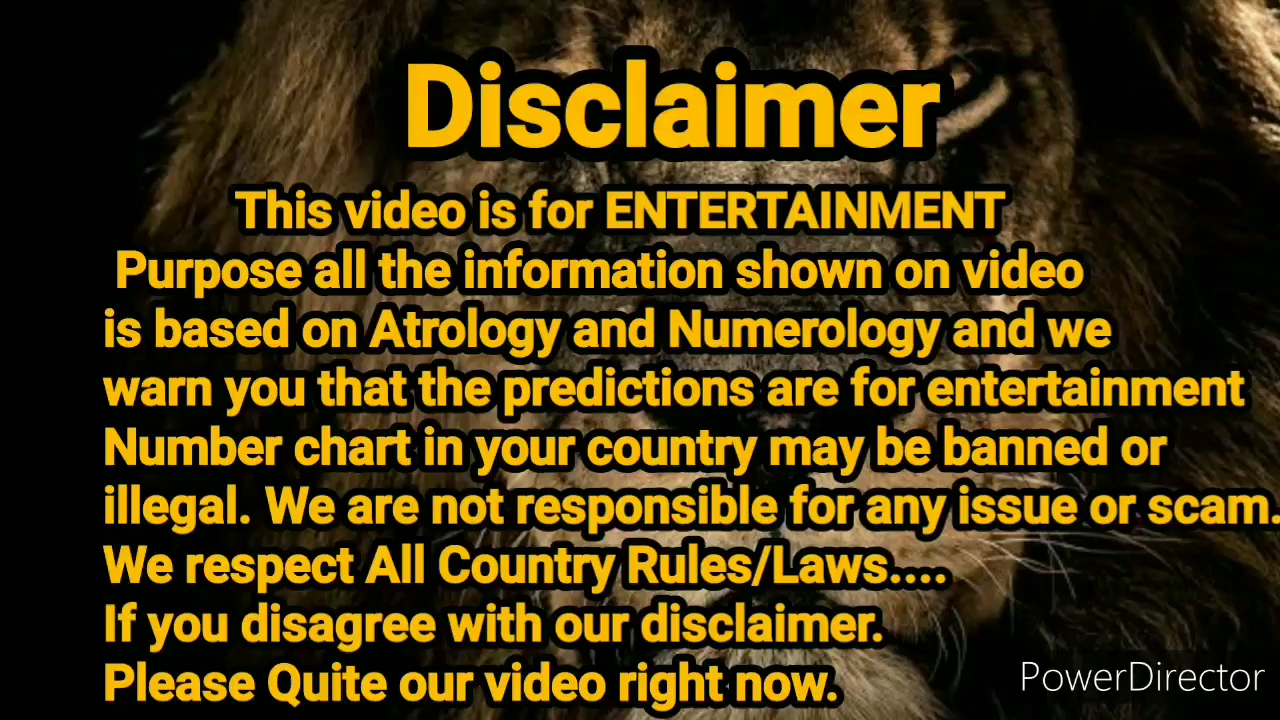 Disclaimer
This video is for ENTERTAINMENT
Purpose all the information shown on video
is based on Atrology and Numerology and we
warn you that the predictions are for entertainment
Number chart in your country may be banned or
illegal. We are not responsible for any issue or scam.
We respect All Country Rules/Laws....
If you disagree with our disclaimer.
Please Quite our video right now.
PowerDirector